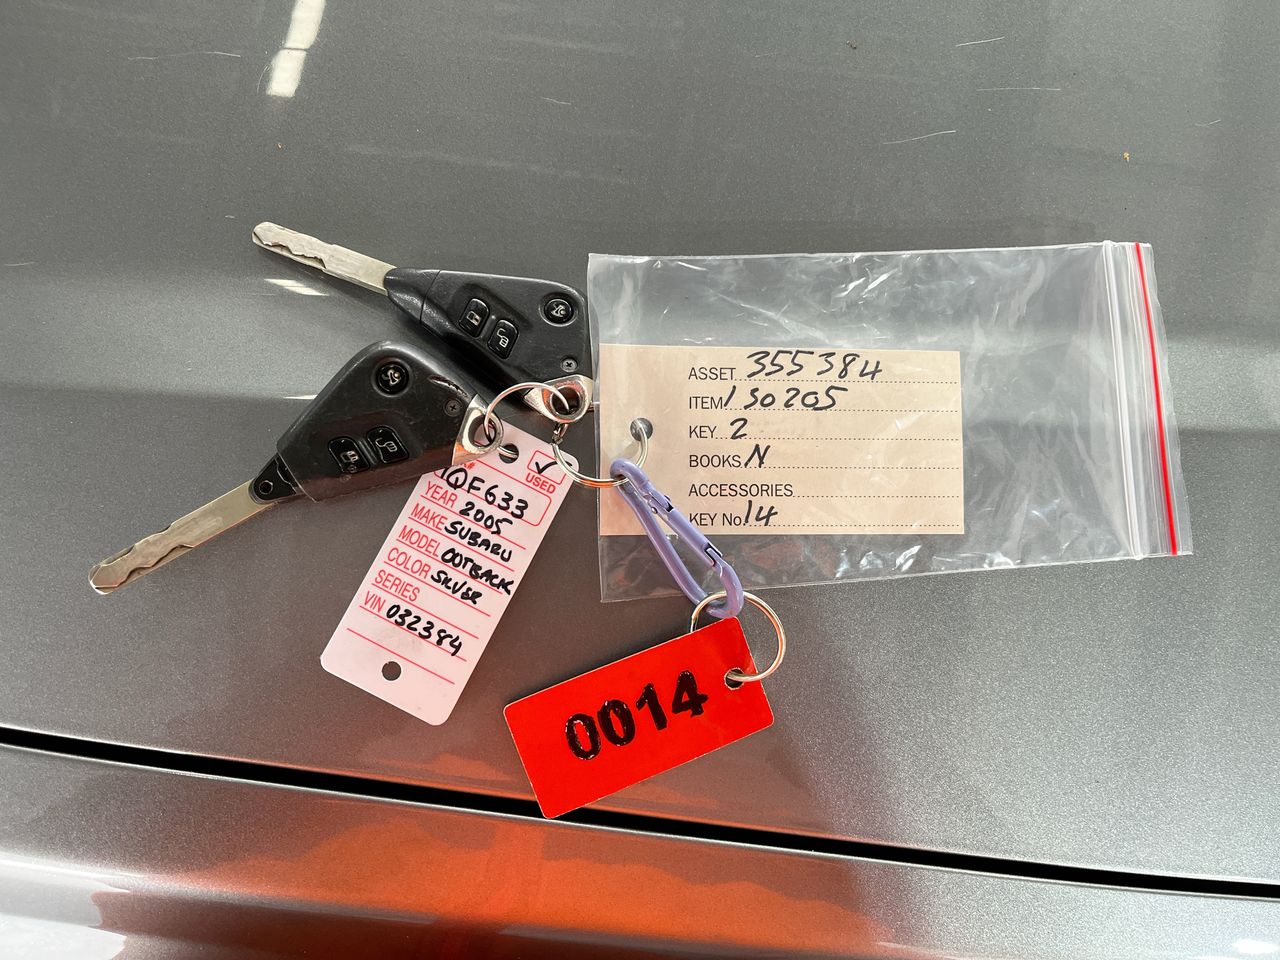 ASSET 355384
ITEM 150205
KEY 2
BOOKS N
ACCESSORIES
KEY No. 14
USED
1QF633
YEAR 2005
MAKE SUBARU
MODEL OUTBACK
COLOR SILVER
SERIES
VIN 032384
0014